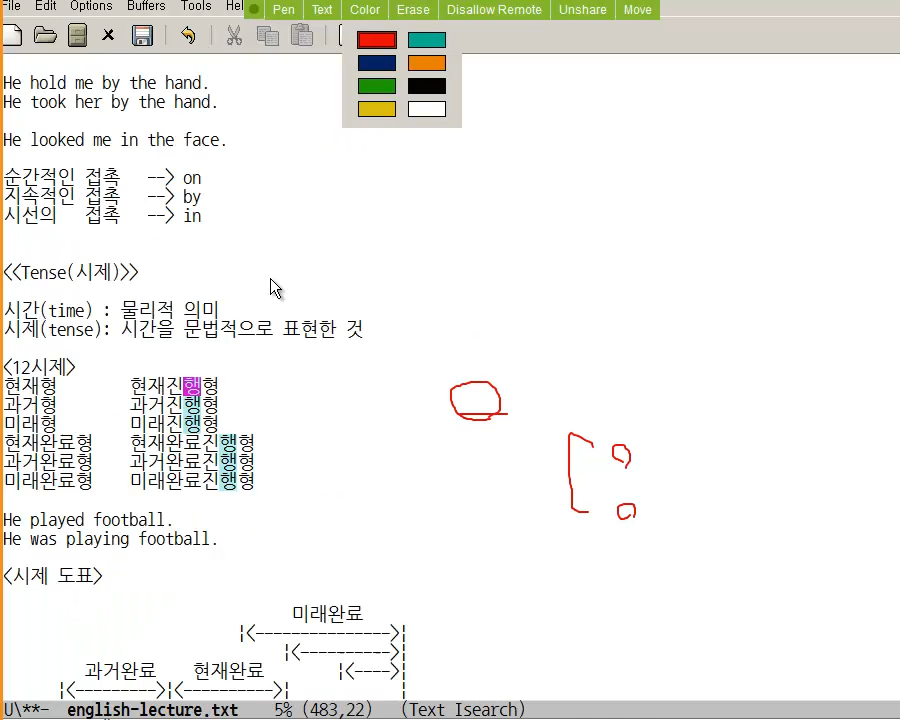 File Edit Options Buffers Tools Hel
Pen Text Color Erase Disallow Remote Unshare Move
He hold me by the hand.
He took her by the hand.
He looked me in the face.
순간적인 접촉 --> on
지속적인 접촉 --> by
시선의 접촉 --> in
<<Tense(시제)>>
시간(time) : 물리적 의미
시제(tense): 시간을 문법적으로 표현한 것
<12시제>
현재형 현재진행형
과거형 과거진행형
미래형 미래진행형
현재완료형 현재완료진행형
과거완료형 과거완료진행형
미래완료형 미래완료진행형
He played football.
He was playing football.
<시제 도표>
미래완료
¦<--------------->¦
¦<---------->¦
과거완료 현재완료 ¦<---->¦
¦<--------->¦<---------->¦ ¦
U\**- english-lecture.txt 5% (483,22) (Text Isearch)